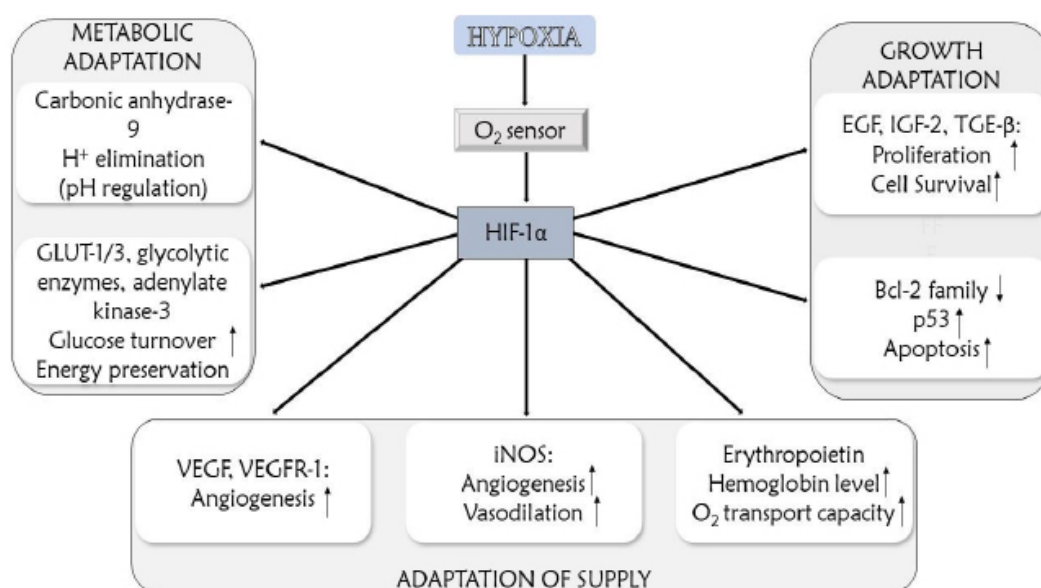 HYPOXIA
O₂ sensor
HIF-1α
METABOLIC
ADAPTATION
Carbonic anhydrase-
9
H⁺ elimination
(pH regulation)
GLUT-1/3, glycolytic
enzymes, adenylate
kinase-3
Glucose turnover ↑
Energy preservation
GROWTH
ADAPTATION
EGF, IGF-2, TGE-β:
Proliferation ↑
Cell Survival ↑
Bcl-2 family ↓
p53 ↑
Apoptosis ↑
VEGF, VEGFR-1:
Angiogenesis ↑
iNOS:
Angiogenesis ↑
Vasodilation ↑
Erythropoietin
Hemoglobin level ↑
O₂ transport capacity ↑
ADAPTATION OF SUPPLY